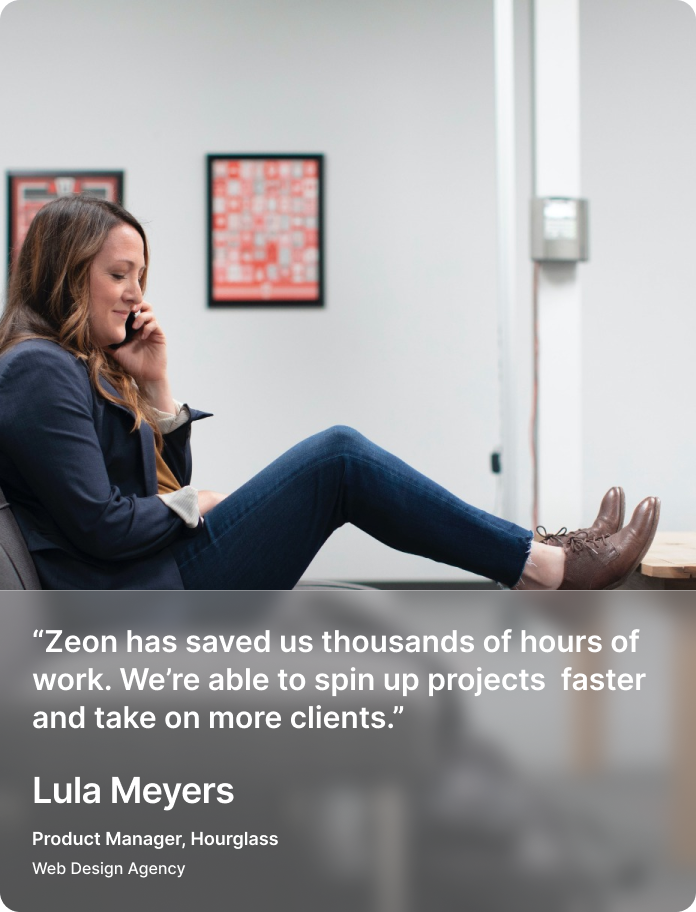 “Zeon has saved us thousands of hours of
work. We’re able to spin up projects  faster
and take on more clients.”
Lula Meyers
Product Manager, Hourglass
Web Design Agency